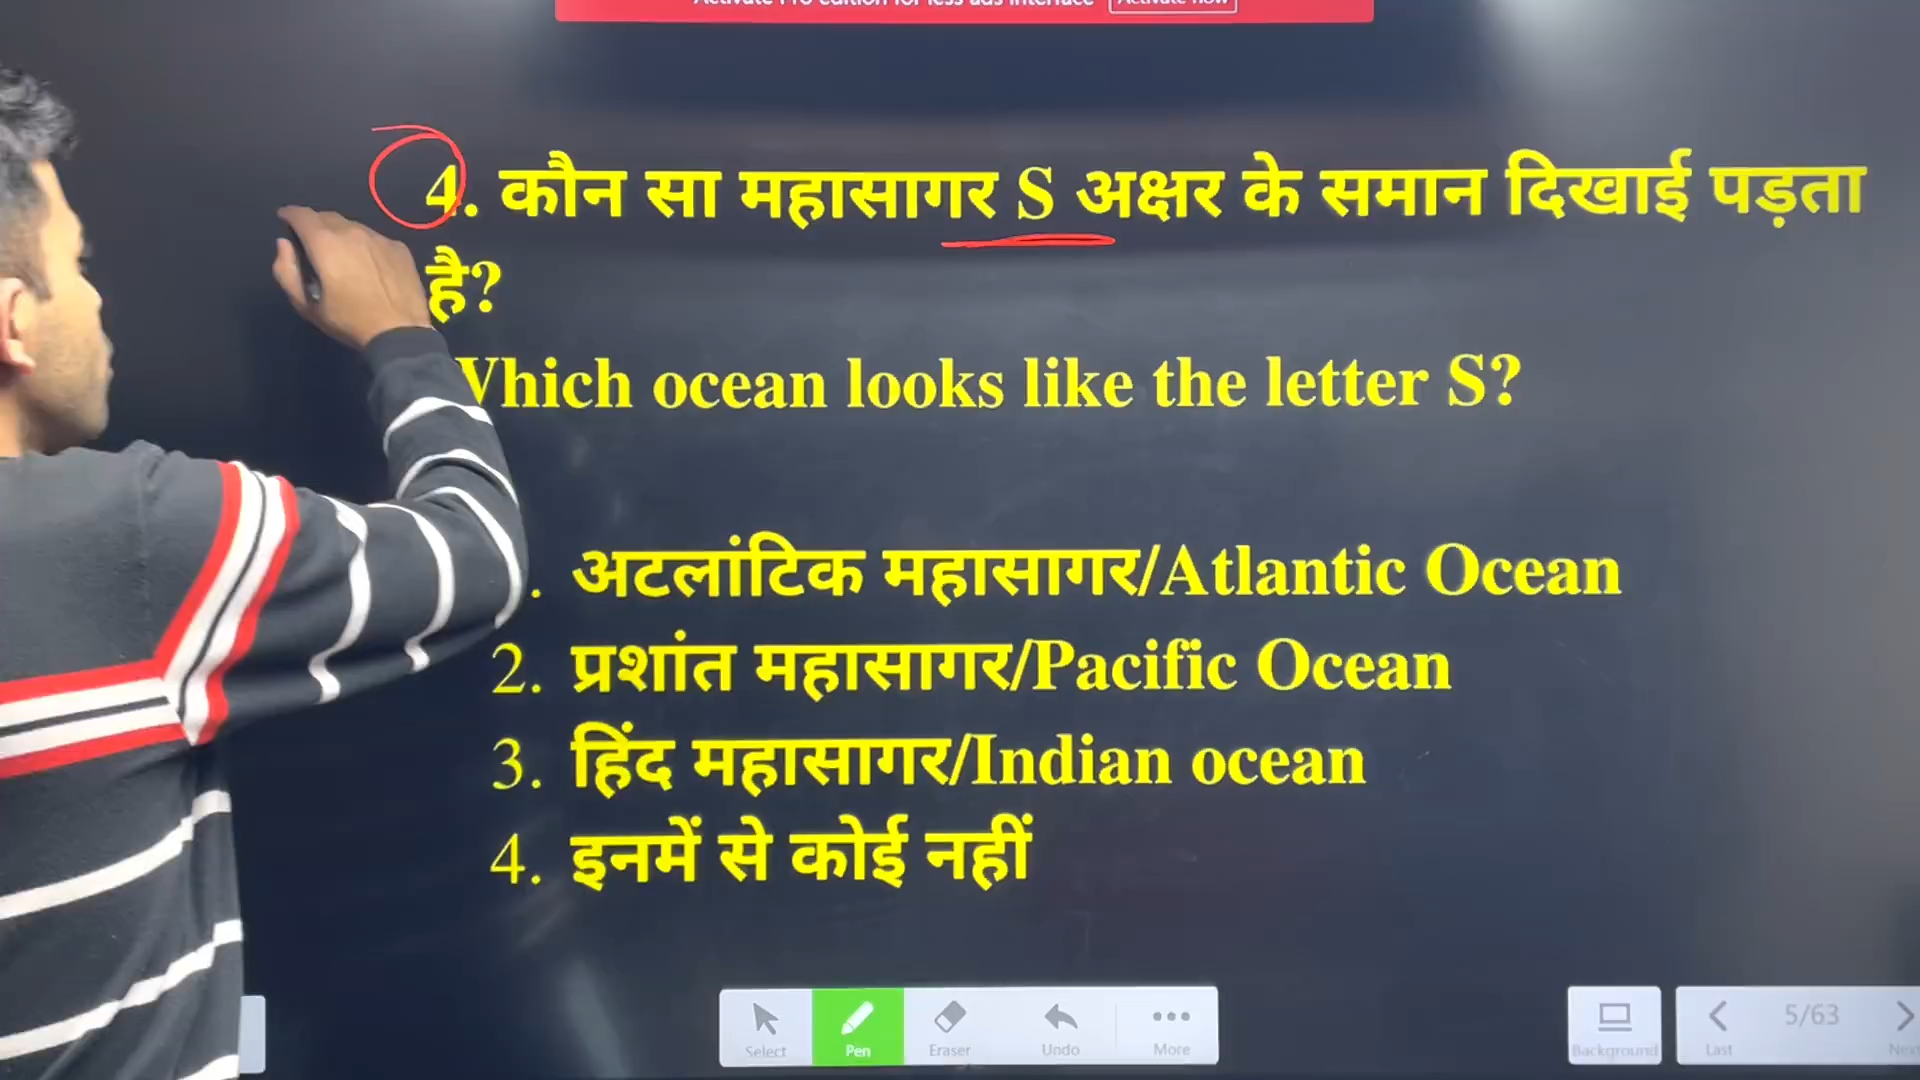 Activate Pro edition for less ads interface Activate now
4. कौन सा महासागर S अक्षर के समान दिखाई पड़ता
है?
Which ocean looks like the letter S?
. अटलांटिक महासागर/Atlantic Ocean
2. प्रशांत महासागर/Pacific Ocean
3. हिंद महासागर/Indian ocean
4. इनमें से कोई नहीं
Select Pen Eraser Undo More Background Last 5/63 Next